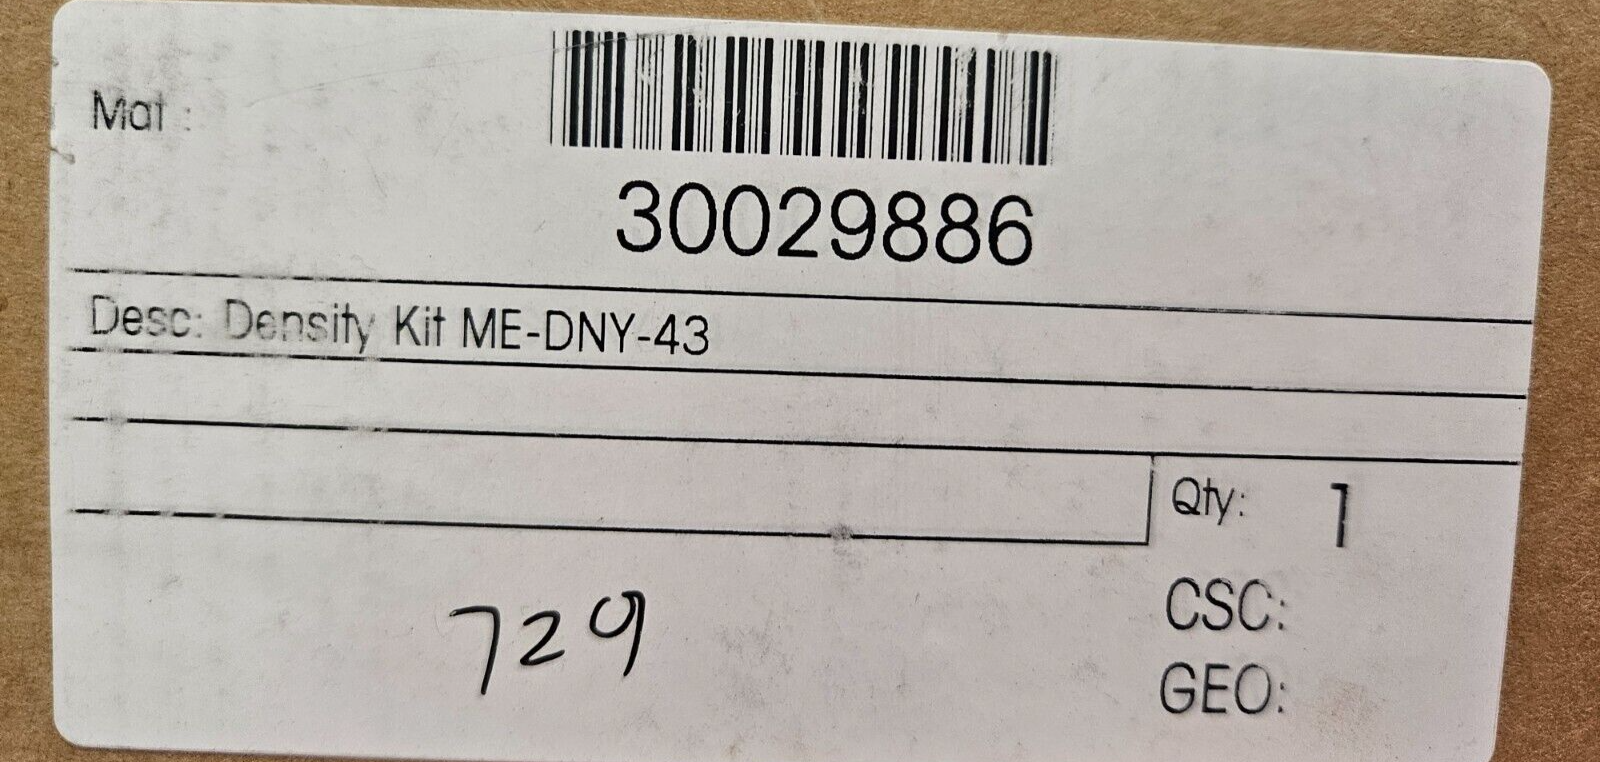 Mat :
30029886
Desc: Density Kit ME-DNY-43
Qty: 1
CSC:
GEO:
729